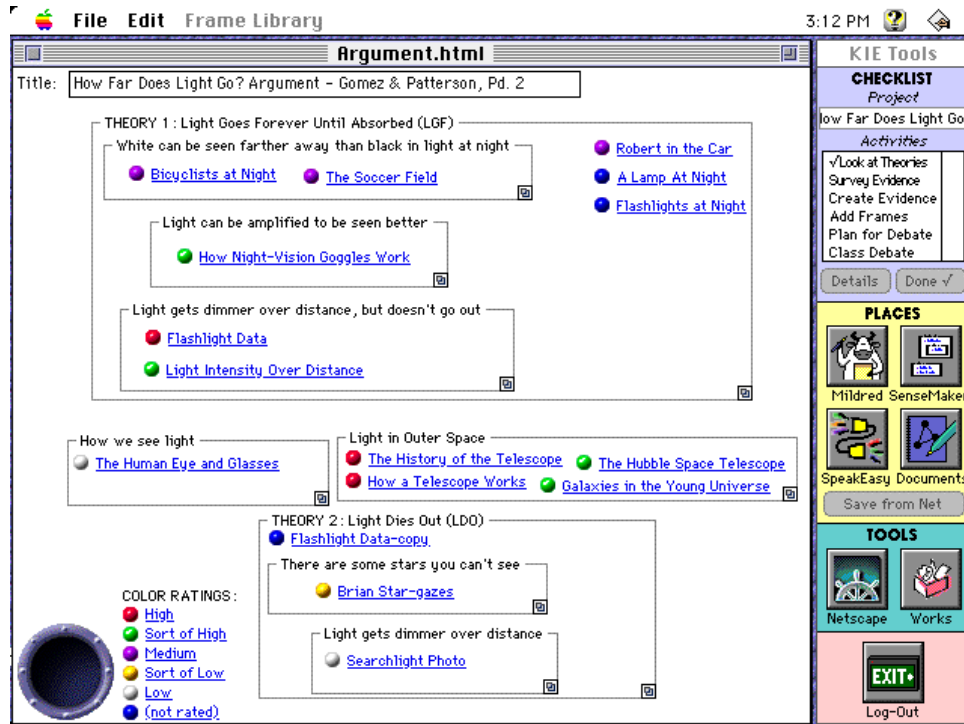 File Edit Frame Library 3:12 PM
Argument.html
Title: How Far Does Light Go? Argument - Gomez & Patterson, Pd. 2
THEORY 1 : Light Goes Forever Until Absorbed (LGF)
White can be seen farther away than black in light at night
Bicyclists at Night
The Soccer Field
Robert in the Car
A Lamp At Night
Flashlights at Night
Light can be amplified to be seen better
How Night-Vision Goggles Work
Light gets dimmer over distance, but doesn't go out
Flashlight Data
Light Intensity Over Distance
How we see light
The Human Eye and Glasses
Light in Outer Space
The History of the Telescope
The Hubble Space Telescope
How a Telescope Works
Galaxies in the Young Universe
THEORY 2 : Light Dies Out (LDO)
Flashlight Data-copy
There are some stars you can't see
Brian Star-gazes
Light gets dimmer over distance
Searchlight Photo
COLOR RATINGS :
High
Sort of High
Medium
Sort of Low
Low
(not rated)
KIE Tools
CHECKLIST
Project
low Far Does Light Go
Activities
√Look at Theories
Survey Evidence
Create Evidence
Add Frames
Plan for Debate
Class Debate
Details
Done √
PLACES
Mildred
SenseMaker
SpeakEasy
Documents
Save from Net
TOOLS
Netscape
Works
EXIT
Log-Out